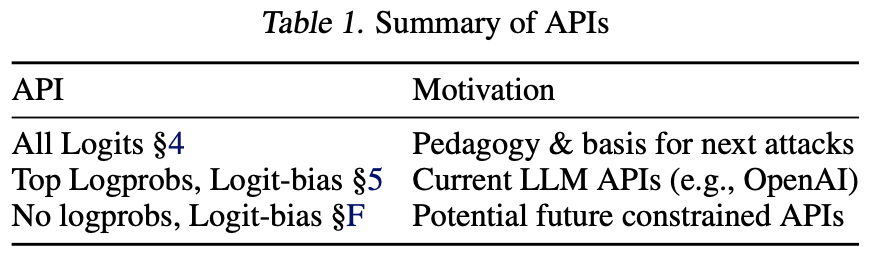 Table 1. Summary of APIs
API Motivation
All Logits §4 Pedagogy & basis for next attacks
Top Logprobs, Logit-bias §5 Current LLM APIs (e.g., OpenAI)
No logprobs, Logit-bias §F Potential future constrained APIs